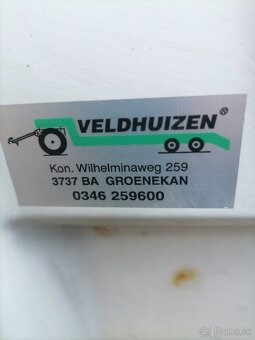 VELDHUIZEN®
Kon. Wilhelminaweg 259
3737 BA GROENEKAN
0346 259600